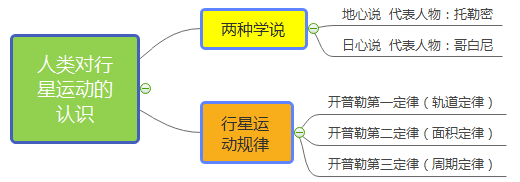 人类对行
星运动的
认识
两种学说
地心说 代表人物：托勒密
日心说 代表人物：哥白尼
行星运
动规律
开普勒第一定律（轨道定律）
开普勒第二定律（面积定律）
开普勒第三定律（周期定律）